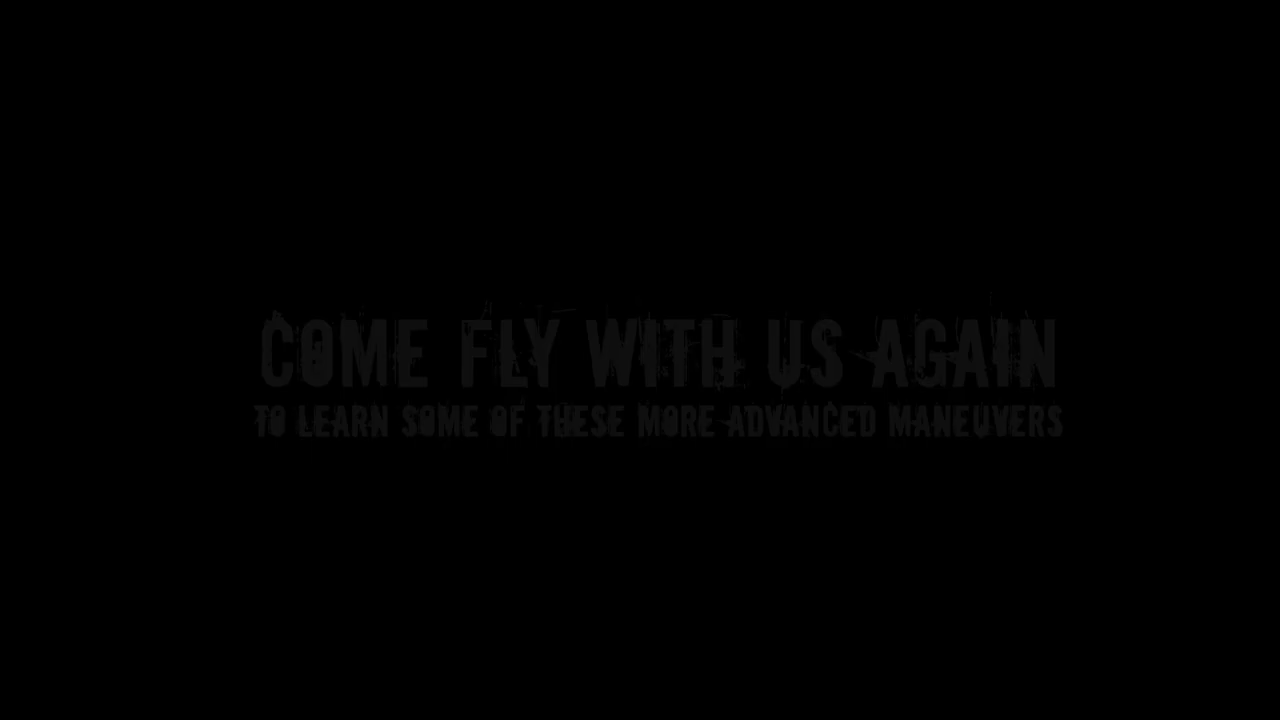 COME FLY WITH US AGAIN
TO LEARN SOME OF THESE MORE ADVANCED MANEUVERS